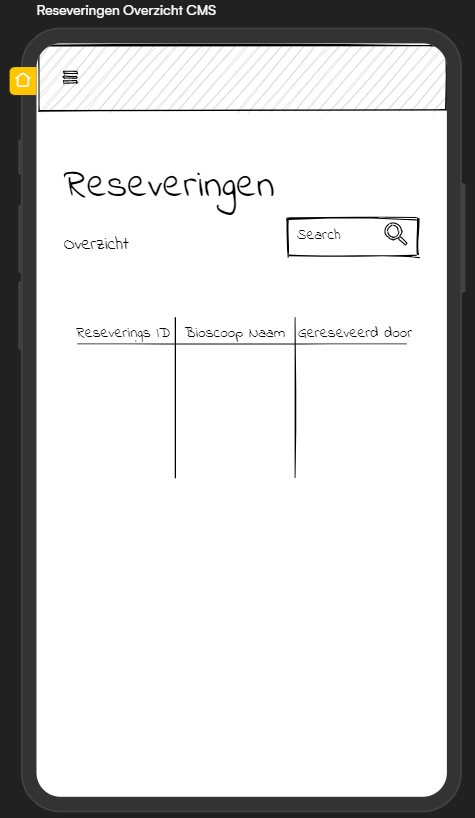 Reseveringen Overzicht CMS
Reseveringen
Overzicht
Search
Reseverings ID Bioscoop Naam Gereseveerd door